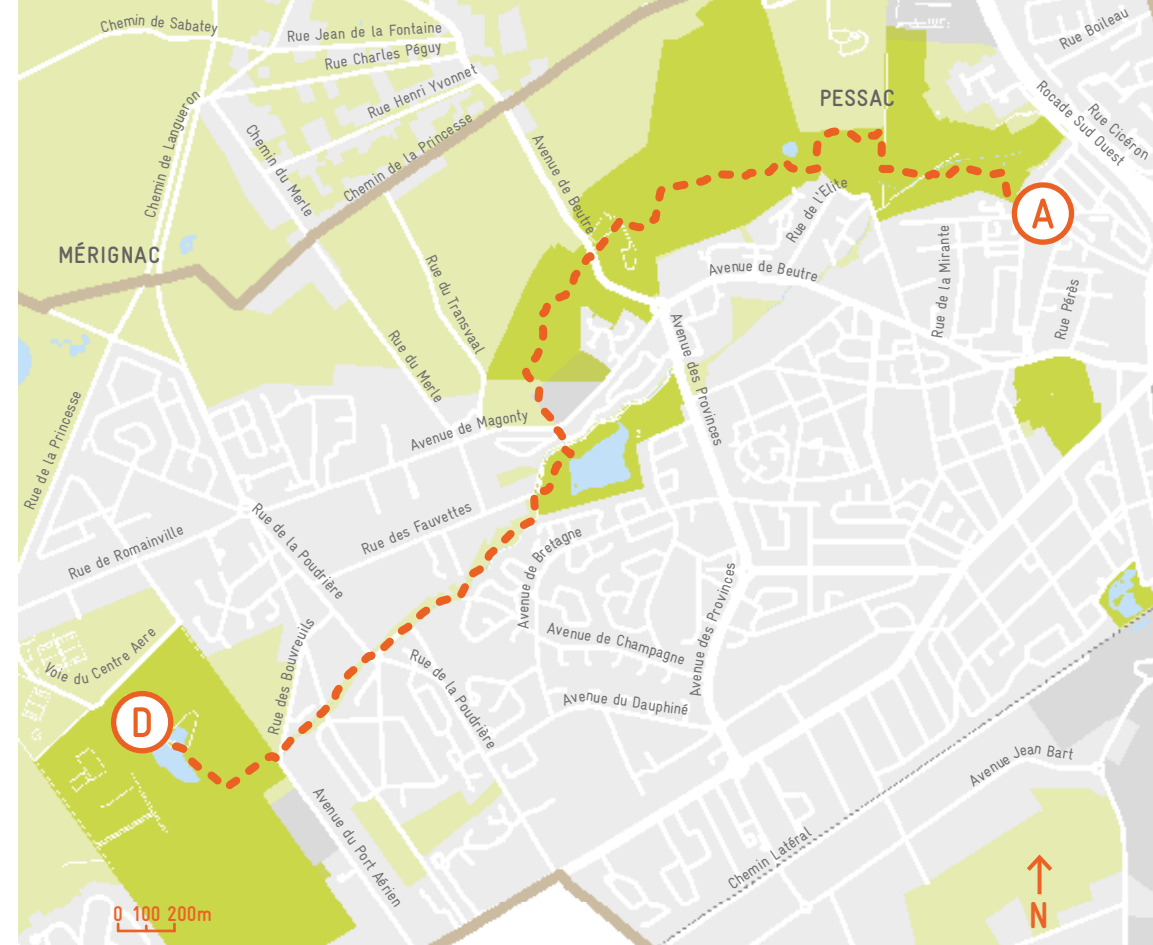 Chemin de Sabatey
Rue Jean de la Fontaine
Rue Charles Péguy
Rue Henri Yvonnet
Rue Boileau
PESSAC
Rocade Sud Ouest
Rue Cicéron
Chemin de Langueron
Chemin du Merle
Chemin de la Princesse
Avenue de Beutre
Rue de l'Elite
A
MÉRIGNAC
Rue du Transvaal
Avenue de Beutre
Rue de la Mirante
Rue Pérès
Rue du Merle
Avenue des Provinces
Rue de la Princesse
Avenue de Magonty
Rue des Fauvettes
Rue de Romainville
Rue de la Poudrière
Avenue de Bretagne
Avenue de Champagne
Avenue des Provinces
Voie du Centre Aere
Rue des Bouvreuils
Rue de la Poudrière
Avenue du Dauphiné
D
Avenue Jean Bart
Avenue du Port Aérien
Chemin Latéral
0 100 200m
N